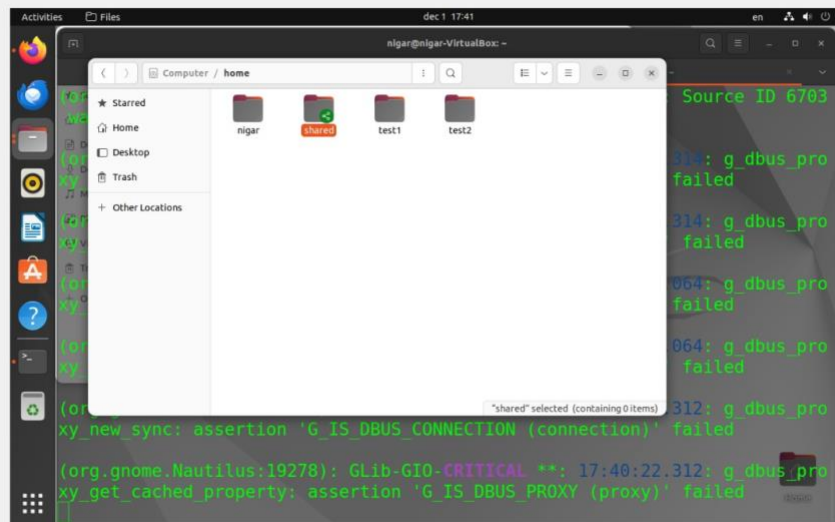 Activities Files dec 1 17:41 en
nigar@nigar-VirtualBox: ~
Computer / home
Starred
Home
Desktop
Trash
+ Other Locations
nigar shared test1 test2
"shared" selected (containing 0 items)
Source ID 6703
314: g_dbus_pro
failed
314: g_dbus_pro
failed
064: g_dbus_pro
failed
064: g_dbus_pro
failed
312: g_dbus_pro
xy_new_sync: assertion 'G_IS_DBUS_CONNECTION (connection)' failed
(org.gnome.Nautilus:19278): GLib-GIO-CRITICAL **: 17:40:22.312: g_dbus_pro
xy_get_cached_property: assertion 'G_IS_DBUS_PROXY (proxy)' failed
Home